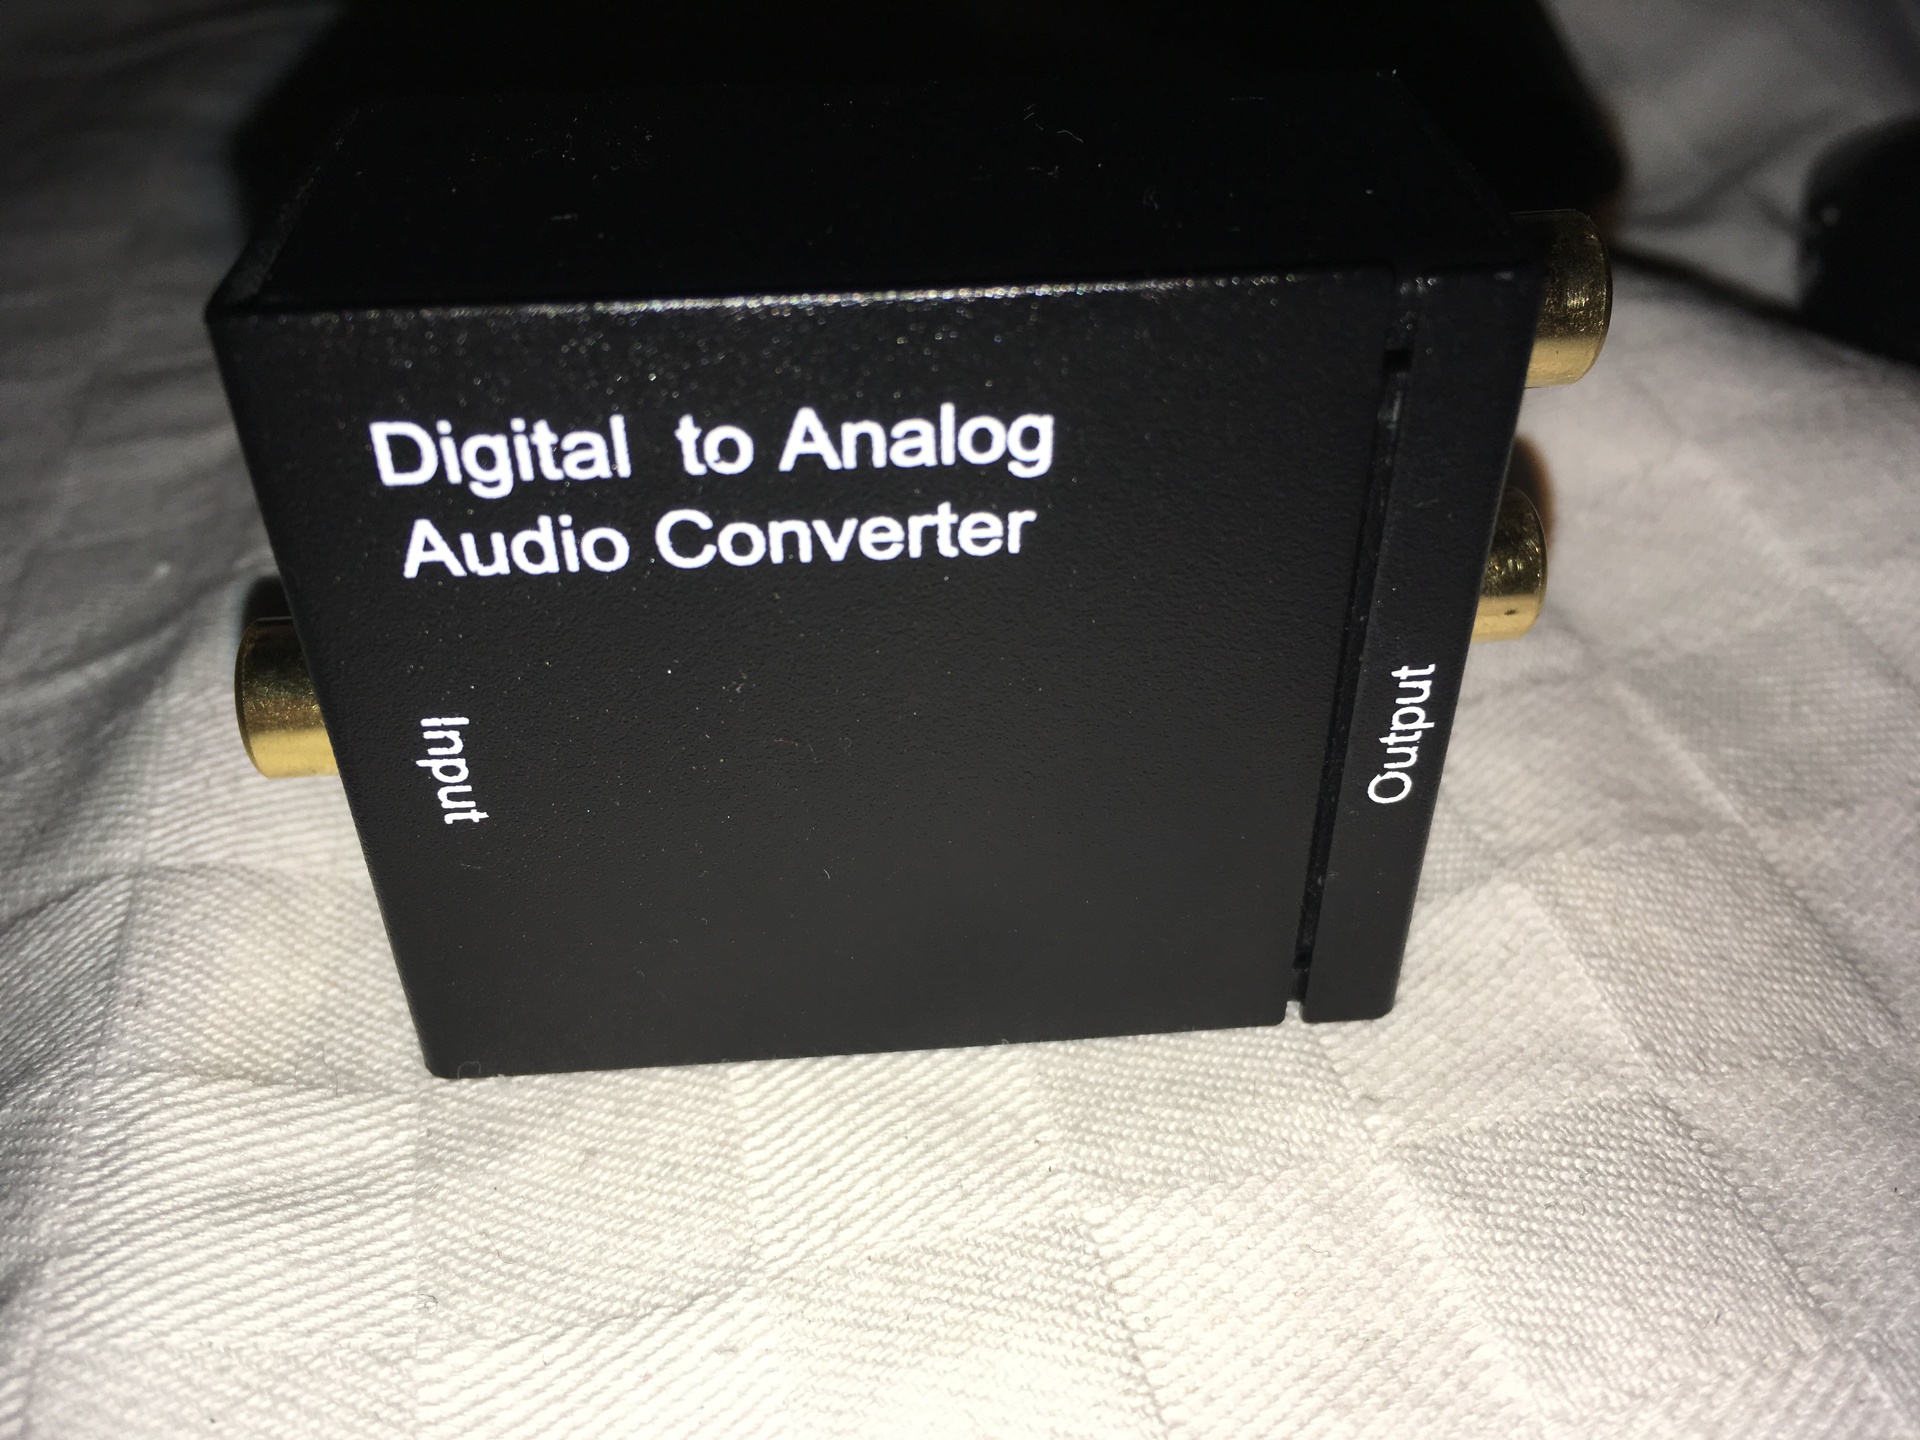 Digital to Analog
Audio Converter
Input
Output